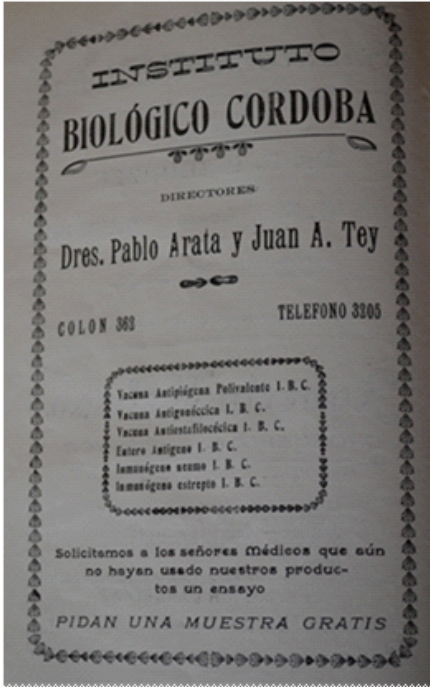 INSTITUTO
BIOLÓGICO CORDOBA
DIRECTORES:
Dres. Pablo Arata y Juan A. Tey
COLON 362
TELEFONO 3205
Vacuna Antipiógena Polivalente I. B. C.
Vacuna Antigonóccica I. B. C.
Vacuna Antiestafilocócica I. B. C.
Entero Antígeno I. B. C.
Inmunógeno I. B. C.
Inmunógeno estrepto I. B. C.
Solicitamos a los señores Médicos que aún
no hayan usado nuestros produc-
tos un ensayo
PIDAN UNA MUESTRA GRATIS